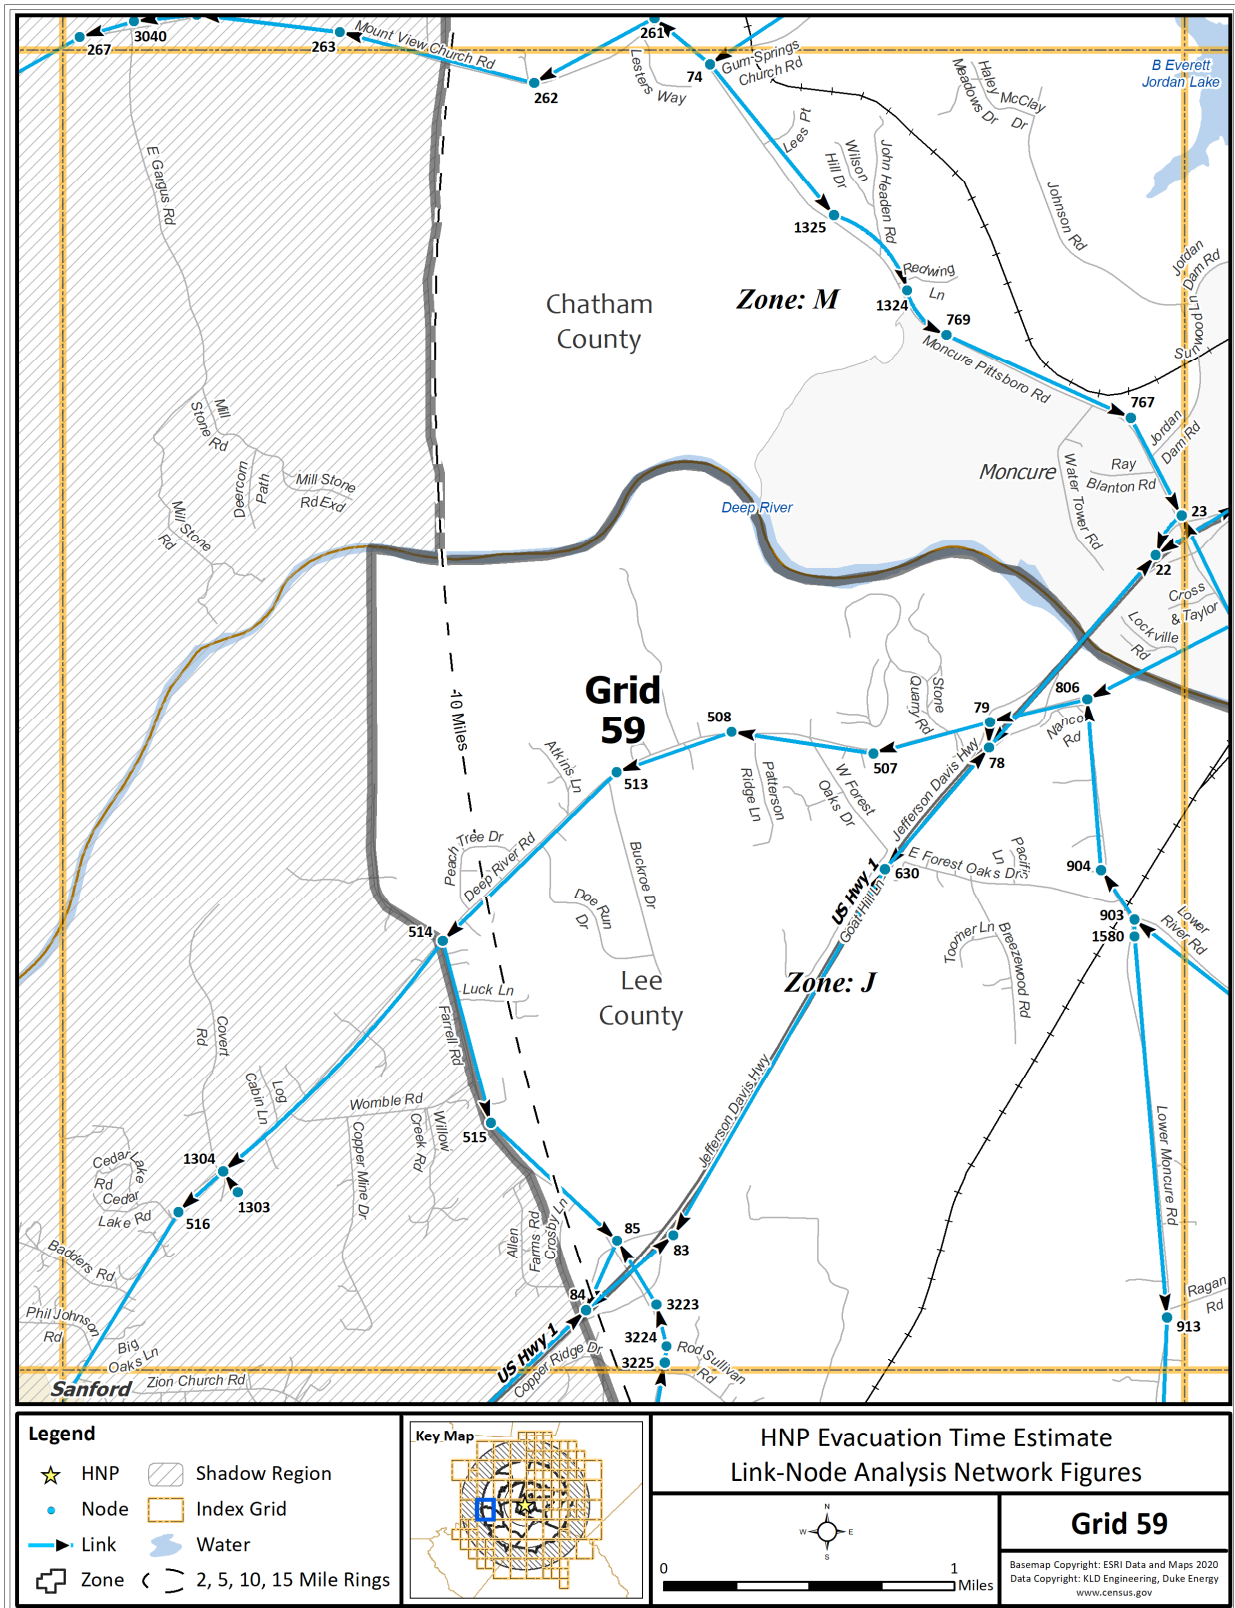 267
3040
263
Mount View Church Rd
262
261
74
Gum-Springs
Church Rd
Lesters Way
B Everett
Jordan Lake
Haley
Meadows Dr
McClay
Dr
Lees Pt
Wilson
Hill Dr
John Headen Rd
E Gargus Rd
Johnson Rd
1325
Jordan
Dam Rd
Redwing
Ln
1324
769
Chatham
County
Zone: M
Sunwood Ln
Moncure Pittsboro Rd
767
Jordan
Dam Rd
Mill
Stone Rd
Deercorn
Path
Mill Stone
Rd Exd
Mill Stone
Rd
Moncure
Water Tower Rd
Ray
Blanton Rd
Deep River
23
22
Cross
& Taylor
Lockville
Rd
10 Miles
Grid
59
Stone
Quarry Rd
806
79
Nanco
Rd
78
508
507
513
Atkins Ln
Patterson
Ridge Ln
W Forest
Oaks Dr
Jefferson Davis Hwy
Peach Tree Dr
Deep River Rd
Buckroe Dr
Doe Run
Dr
US Hwy 1
Goat Hill Ln
630
E Forest Oaks Dr
Pacific
Ln
904
903
1580
Lower
River Rd
Toomer Ln
Breezewood Rd
514
Luck Ln
Farrell Rd
Lee
County
Zone: J
Covert
Rd
Log
Cabin Ln
Womble Rd
Willow
Creek Rd
Copper Mine Dr
515
Jefferson Davis Hwy
Lower Moncure Rd
1304
1303
516
Cedar Lake
Rd
Cedar
Lake Rd
Badders Rd
Allen
Farms Rd
Crosby Ln
85
83
84
3223
3224
3225
Rod Sullivan
Rd
Ragan
Rd
913
Phil Johnson
Rd
Big
Oaks Ln
US Hwy 1
Copper Ridge Dr
Sanford
Zion Church Rd
Legend
HNP
Shadow Region
Node
Index Grid
Link
Water
Zone
2, 5, 10, 15 Mile Rings
Key Map
HNP Evacuation Time Estimate
Link-Node Analysis Network Figures
N
W E
S
0 1
Miles
Grid 59
Basemap Copyright: ESRI Data and Maps 2020
Data Copyright: KLD Engineering, Duke Energy
www.census.gov